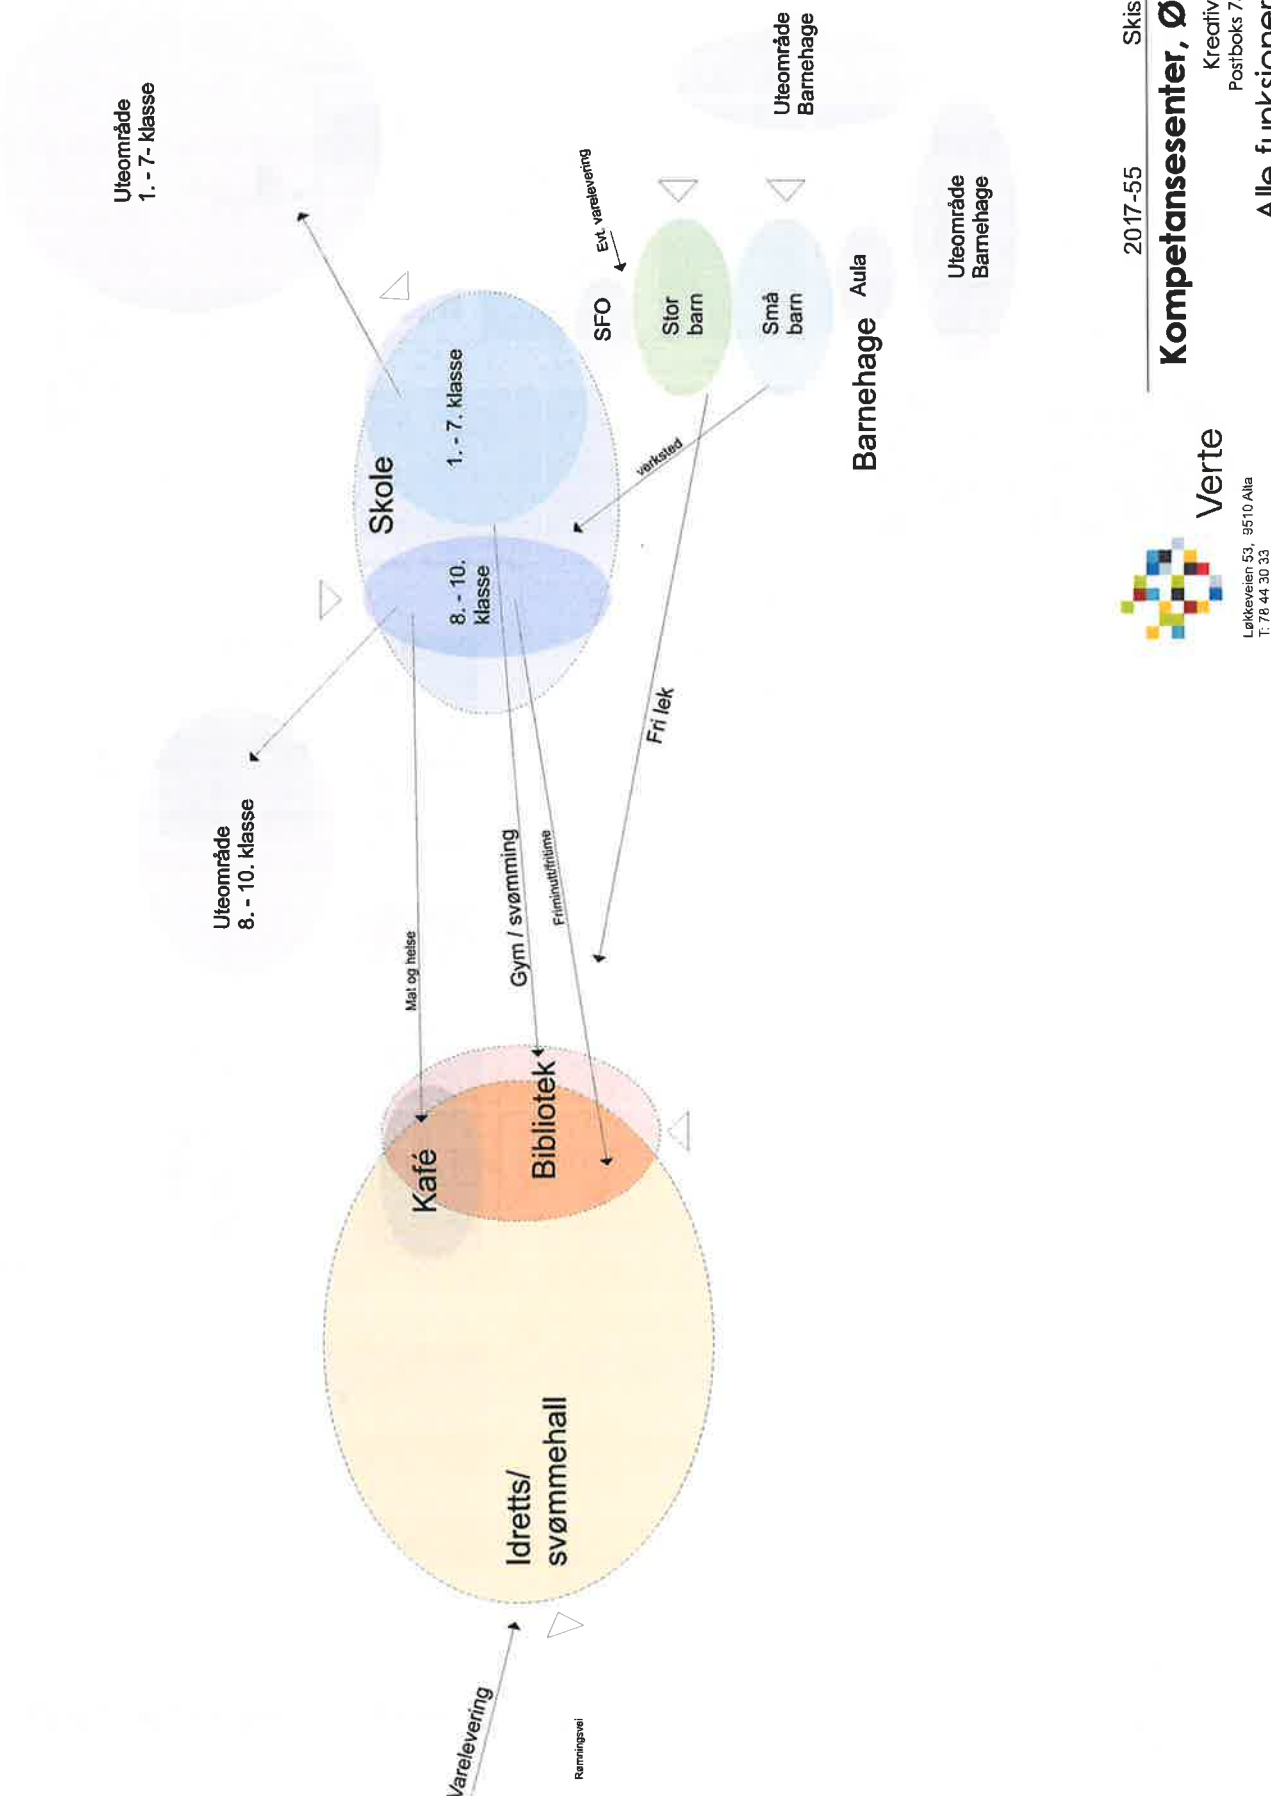 Uteområde
1. - 7- klasse
Uteområde
8. - 10. klasse
Skole
1. - 7. klasse
8. - 10.
klasse
Mat og helse
Gym / svømming
Friminutt/fritime
Fri lek
verksted
Evt. varelevering
SFO
Stor
barn
Små
barn
Aula
Barnehage
Uteområde
Barnehage
Uteområde
Barnehage
Kafé
Bibliotek
Idretts/
svømmehall
Varelevering
Rømningsvei
Verte
Løkkeveien 53, 9510 Alta
T: 78 44 30 33
2017-55 Skis
Kompetansesenter, Ø
Kreativ
Postboks 7
Alle funksjoner